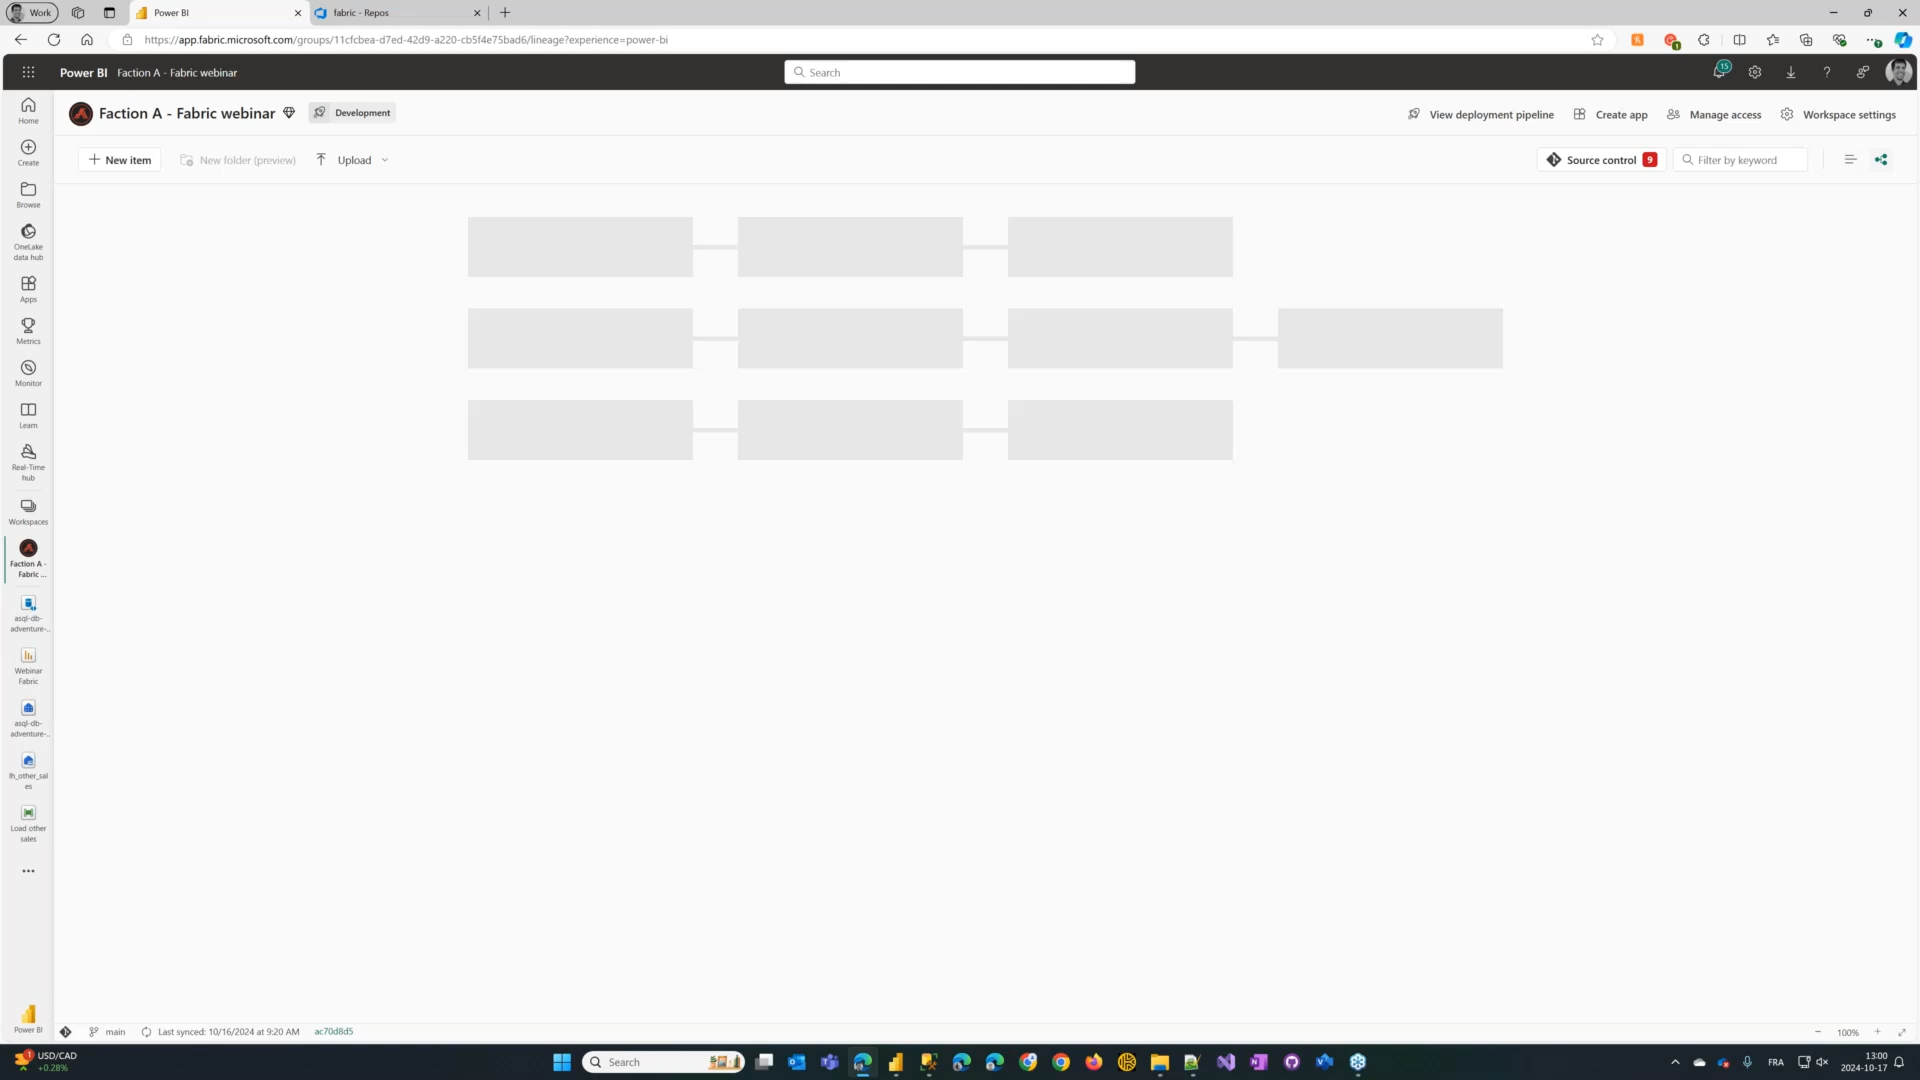 Work
Power BI
fabric - Repos
https://app.fabric.microsoft.com/groups/11cfcbea-d7ed-42d9-a220-cb5f4e75bad6/lineage?experience=power-bi
1
Power BI
Faction A - Fabric webinar
Search
15
Faction A - Fabric webinar
Development
View deployment pipeline
Create app
Manage access
Workspace settings
New item
New folder (preview)
Upload
Source control 9
Filter by keyword
Home
Create
Browse
OneLake
data hub
Apps
Metrics
Monitor
Learn
Real-Time
hub
Workspaces
Faction A -
Fabric ...
asql-db-
adventure-...
Webinar
Fabric
asql-db-
adventure-...
lh_other_sal
es
Load other
sales
Power BI
main
Last synced: 10/16/2024 at 9:20 AM
ac70d8d5
100%
1
USD/CAD
+0.28%
Search
FRA
13:00
2024-10-17